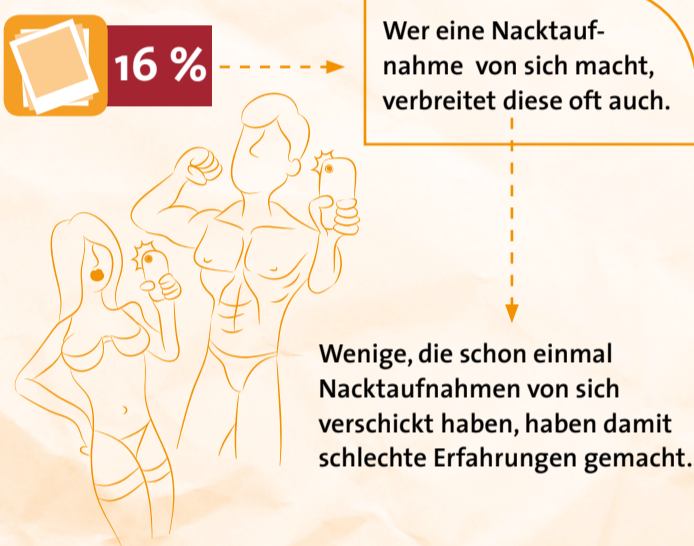 16 %
Wer eine Nacktauf-
nahme von sich macht,
verbreitet diese oft auch.
Wenige, die schon einmal
Nacktaufnahmen von sich
verschickt haben, haben damit
schlechte Erfahrungen gemacht.